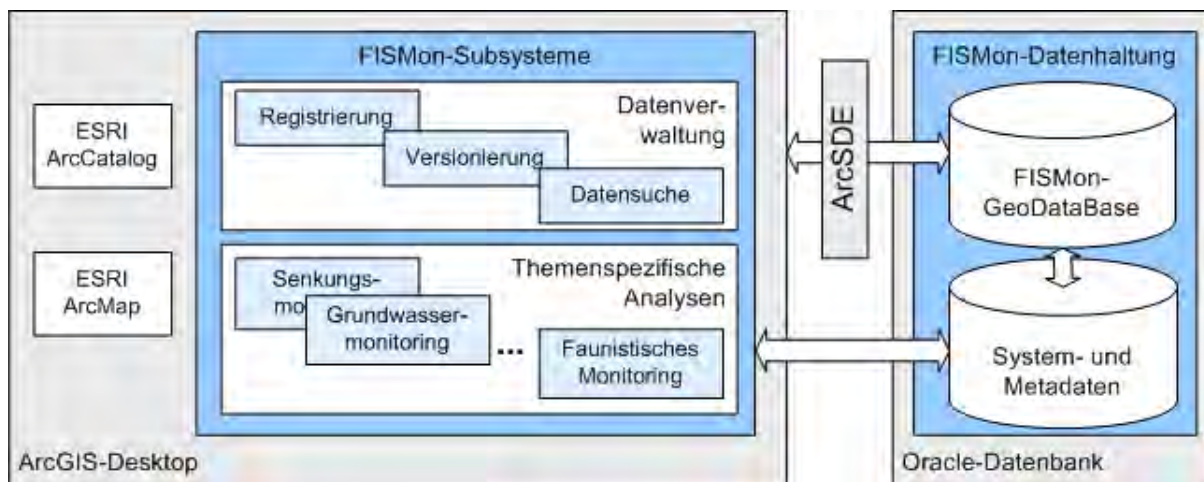 FISMon-Subsysteme
ESRI
ArcCatalog
Registrierung
Versionierung
Datensuche
Datenver-
waltung
ESRI
ArcMap
Senkungs-
Grundwasser-
monitoring
...
Faunistisches
Monitoring
Themenspezifische
Analysen
ArcGIS-Desktop
ArcSDE
FISMon-Datenhaltung
FISMon-
GeoDataBase
System- und
Metadaten
Oracle-Datenbank